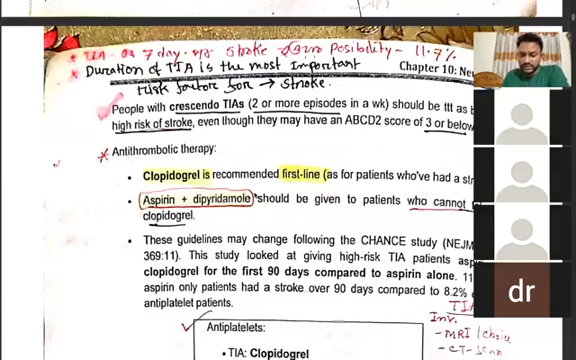 * TIA এর 7 day এর মধ্যে Stroke হওয়ার Posibility - 11.7%
* Duration of TIA is the most Important
Chapter 10: Ne
risk factor for → stroke.
People with crescendo TIAs (2 or more episodes in a wk) should be ttt as b
high risk of stroke, even though they may have an ABCD2 score of 3 or below
* Antithrombotic therapy:
• Clopidogrel is recommended first-line (as for patients who've had a str
• Aspirin + dipyridamole should be given to patients who cannot
clopidogrel.
• These guidelines may change following the CHANCE study (NEJM
369:11). This study looked at giving high-risk TIA patients asp
clopidogrel for the first 90 days compared to aspirin alone. 11
aspirin only patients had a stroke over 90 days compared to 8.2%
antiplatelet patients.
TIA
Inv.
- MRI/choice
- CT-Scan
Antiplatelets:
• TIA: Clopidogrel
dr